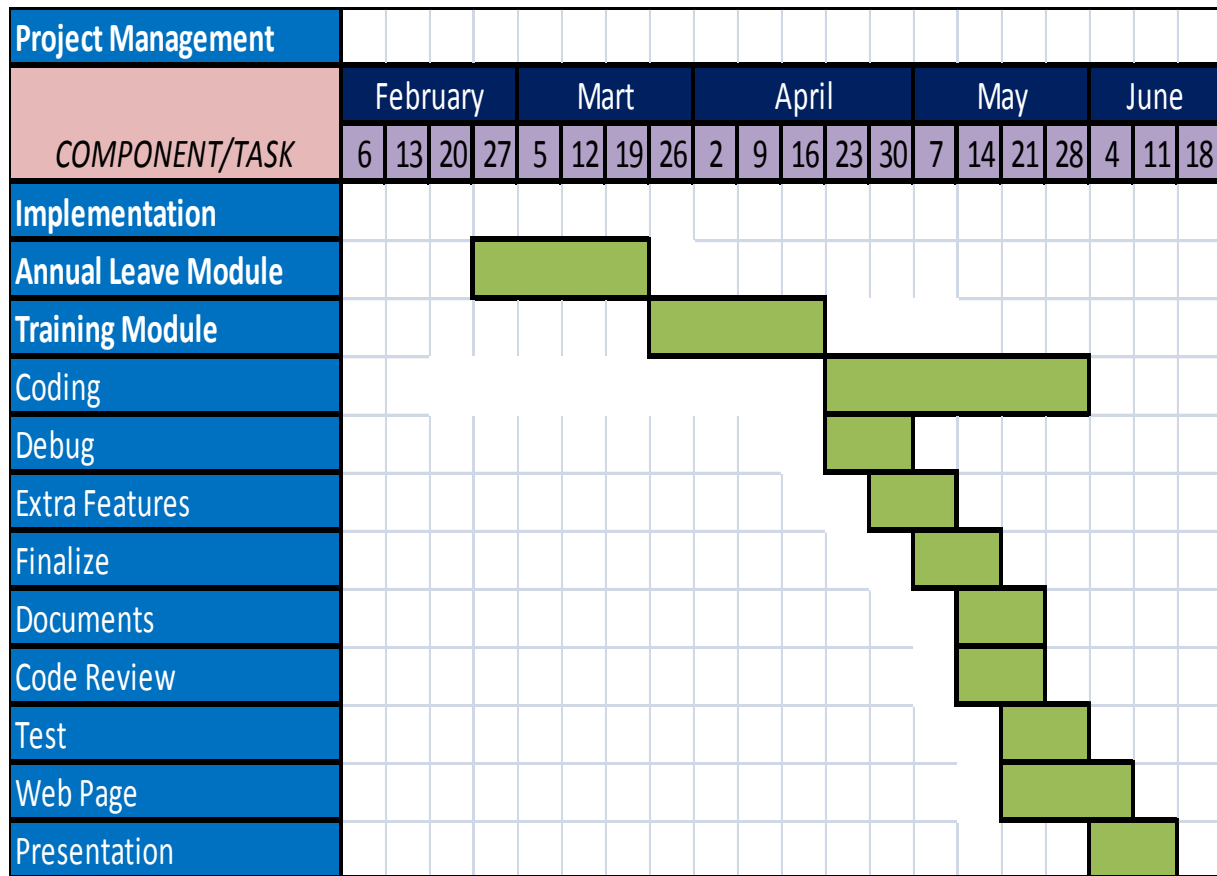 Project Management
February Mart April May June
COMPONENT/TASK 6 13 20 27 5 12 19 26 2 9 16 23 30 7 14 21 28 4 11 18
Implementation
Annual Leave Module
Training Module
Coding
Debug
Extra Features
Finalize
Documents
Code Review
Test
Web Page
Presentation